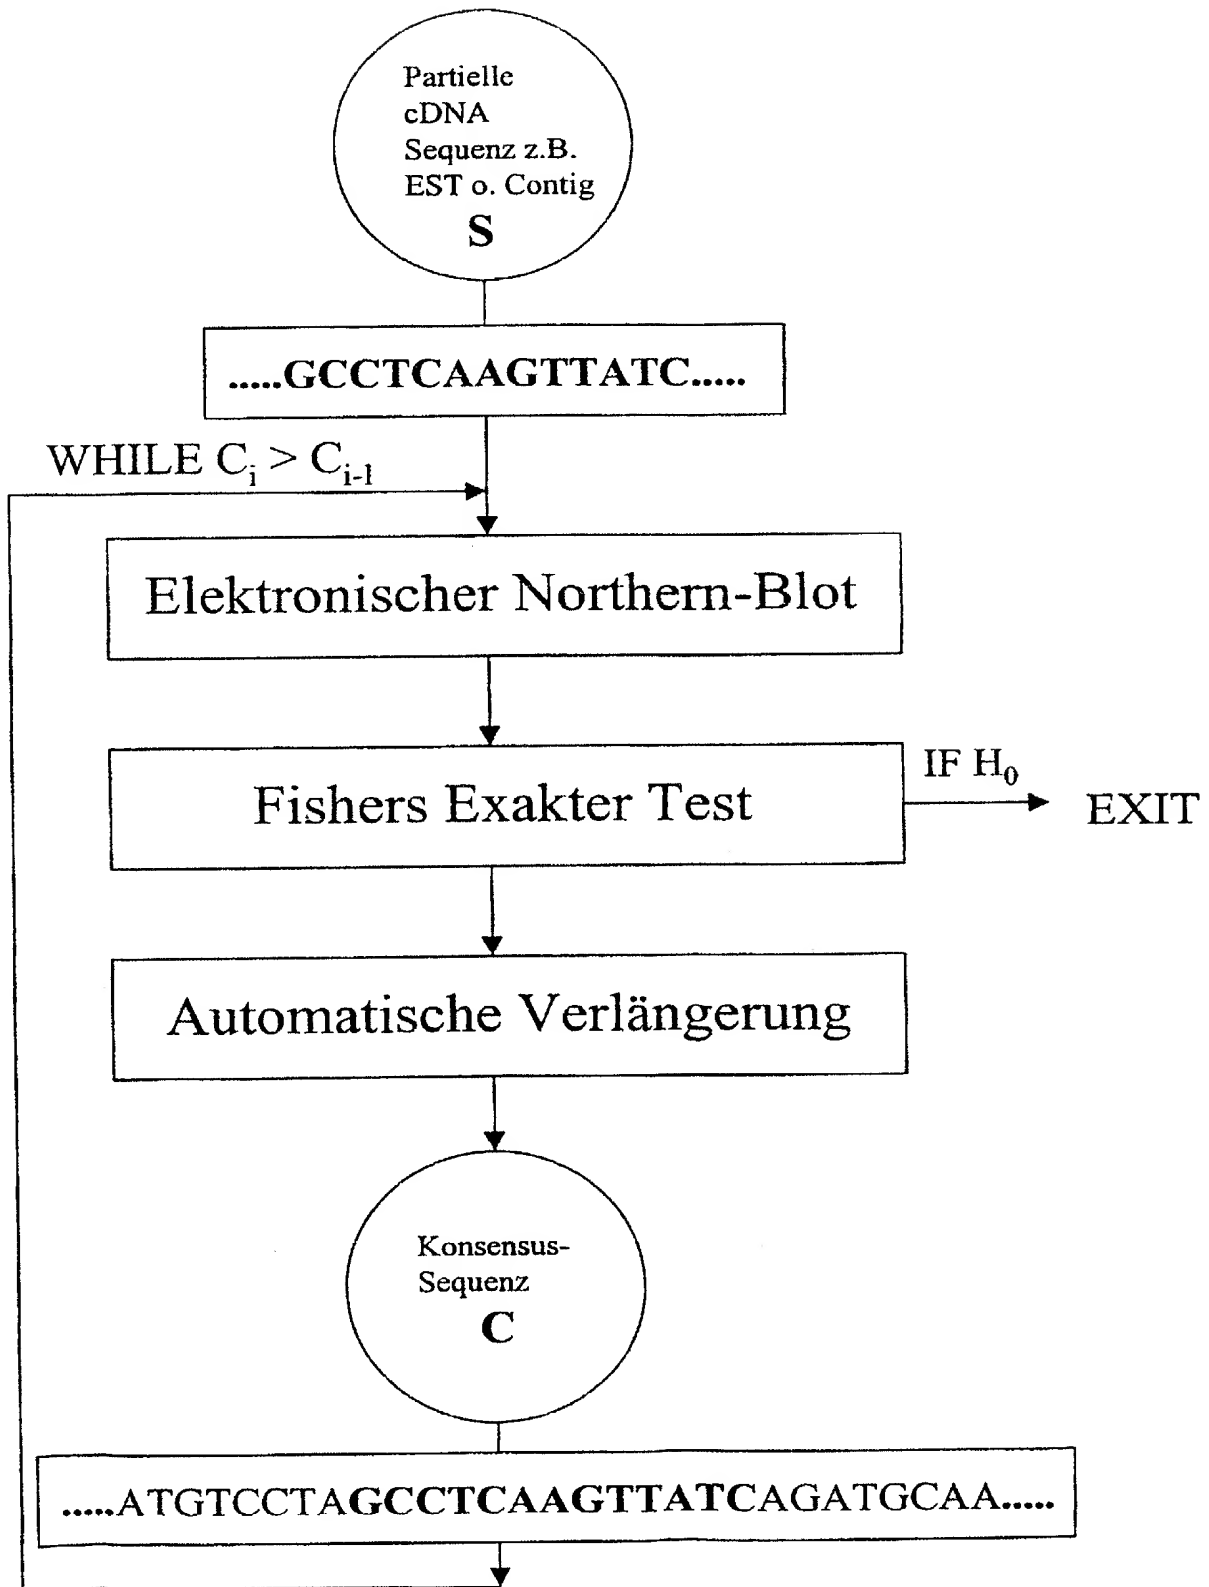 Partielle
cDNA
Sequenz z.B.
EST o. Contig
S
.....GCCTCAAGTTATC.....
WHILE Ci > Ci-1
Elektronischer Northern-Blot
Fishers Exakter Test
IF H0
EXIT
Automatische Verlängerung
Konsensus-
Sequenz
C
.....ATGTCCTAGCCTCAAGTTATCAGATGCAA.....